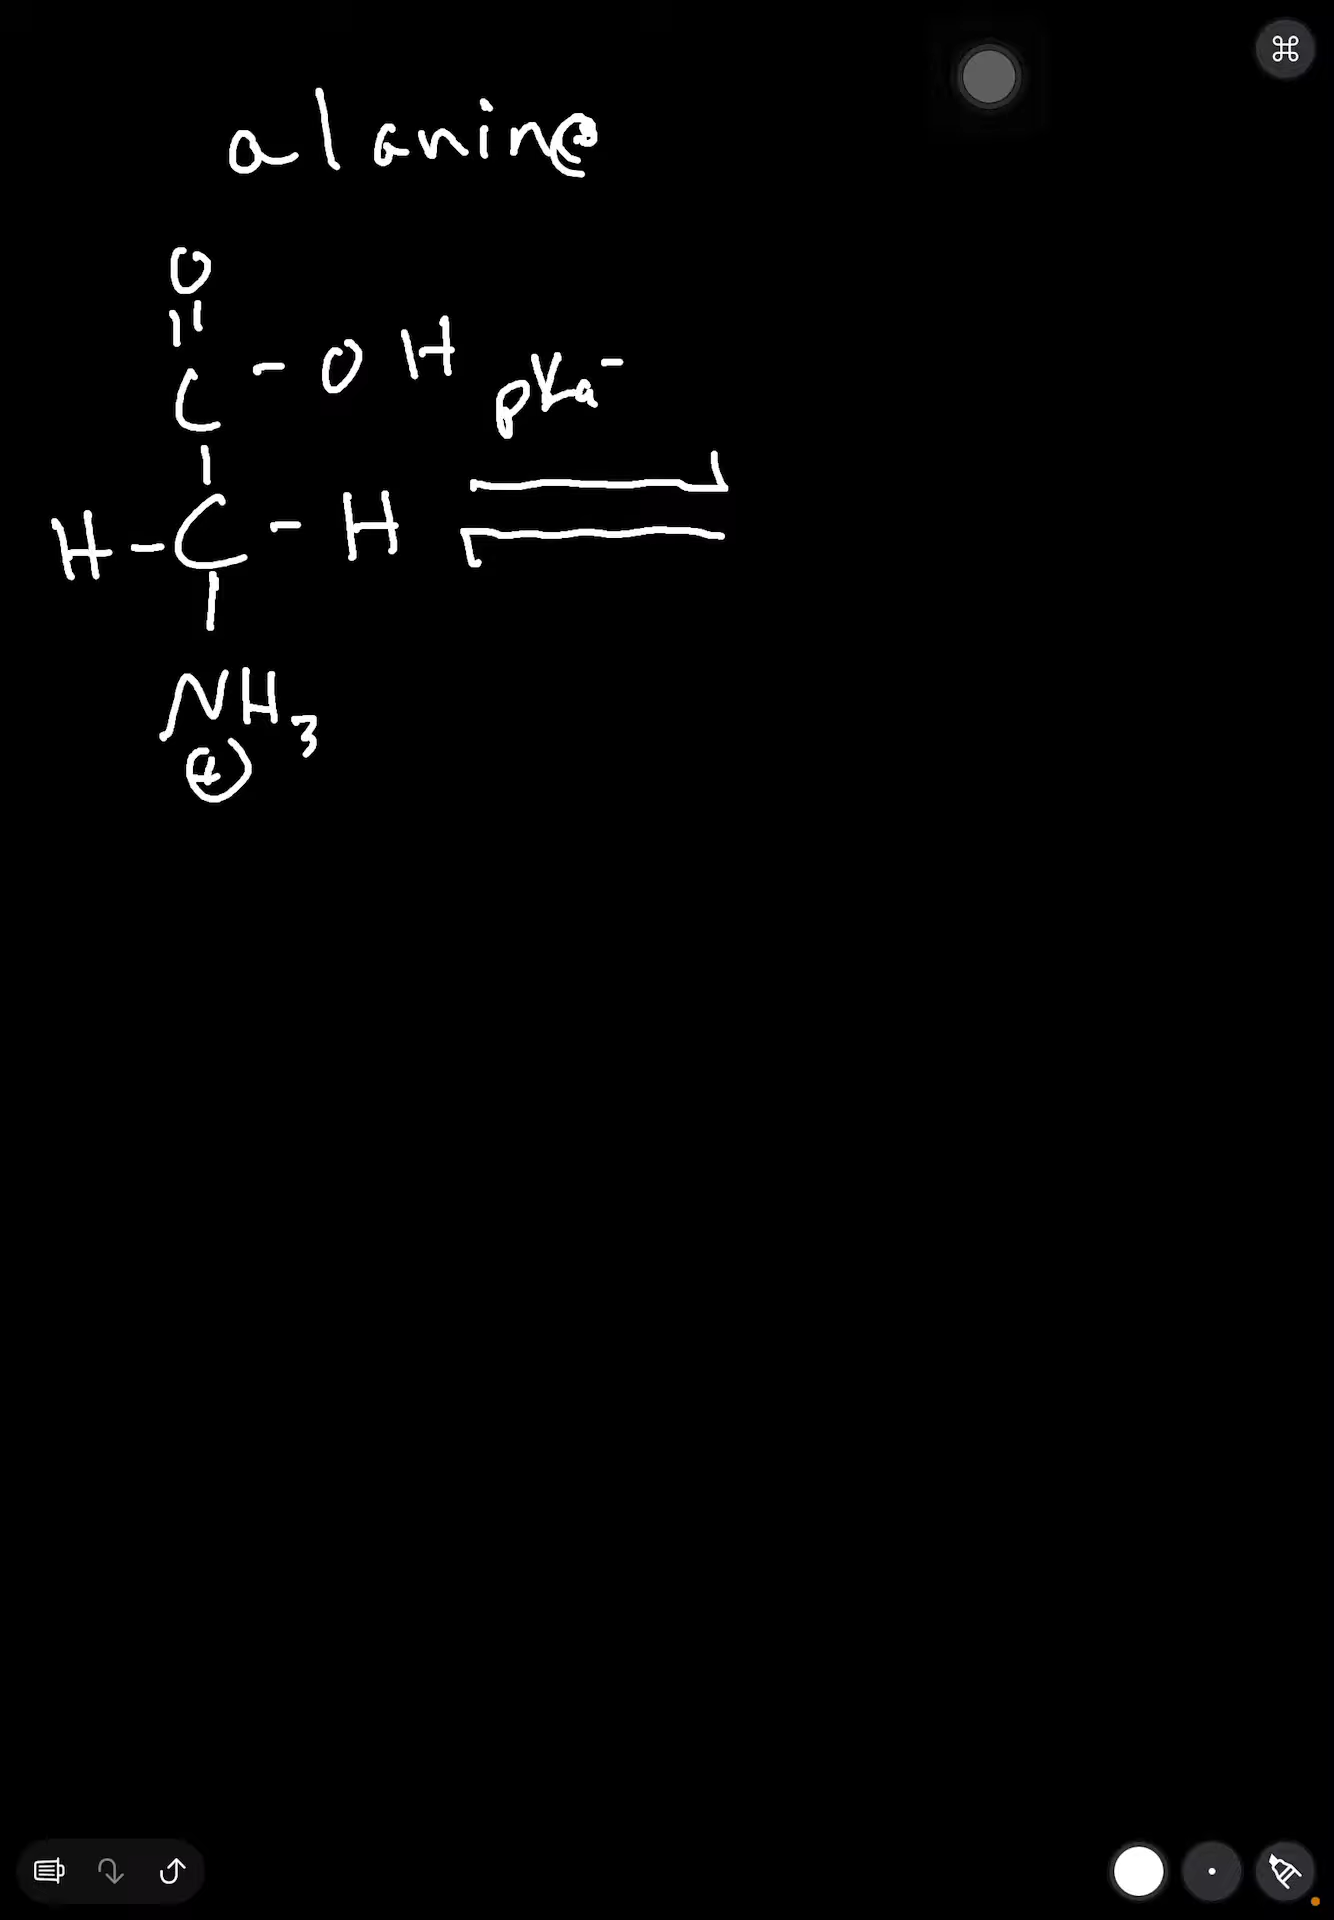 alanine
O
||
C - OH
pKa -
|
H - C - H
|
NH3
+